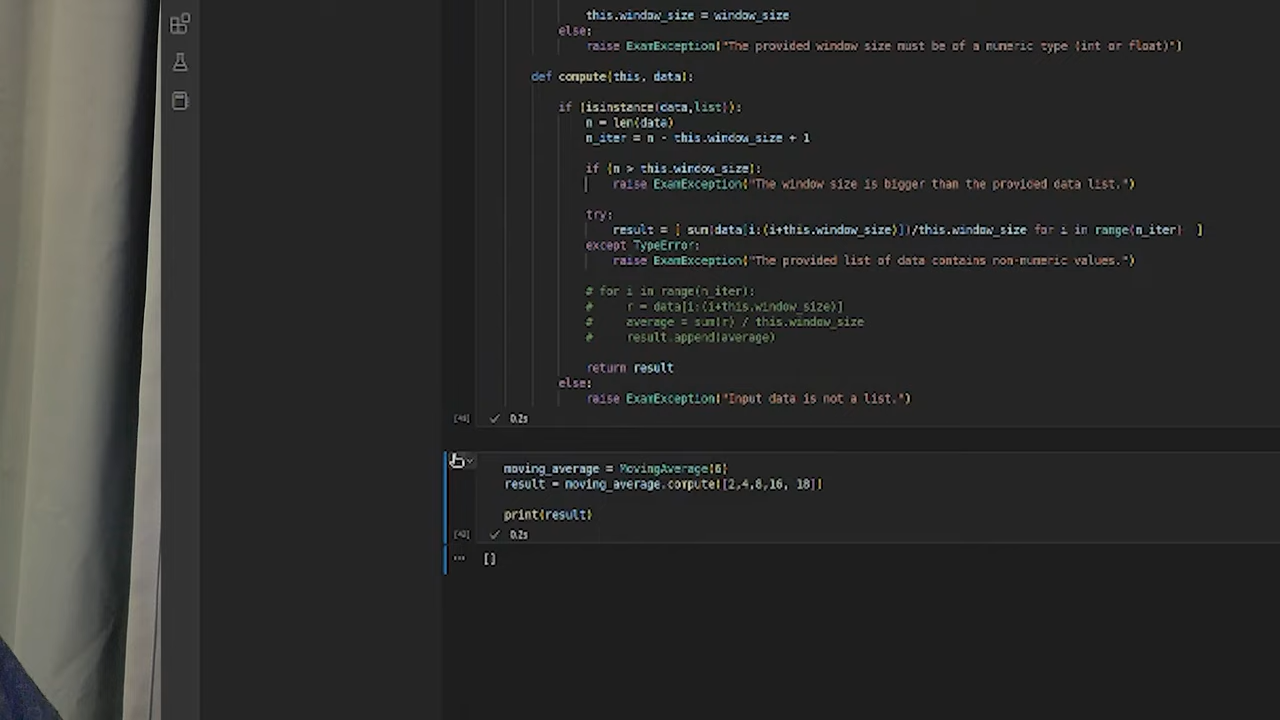 this.window_size = window_size
else:
raise ExamException("The provided window size must be of a numeric type (int or float)")
def compute(this, data):
if (isinstance(data,list)):
n = len(data)
n_iter = n - this.window_size + 1
if (n > this.window_size):
raise ExamException("The window size is bigger than the provided data list.")
try:
result = [ sum(data[i:(i+this.window_size)])/this.window_size for i in range(n_iter) ]
except TypeError:
raise ExamException("The provided list of data contains non-numeric values.")
# for i in range(n_iter):
# r = data[i:(i+this.window_size)]
# average = sum(r) / this.window_size
# result.append(average)
return result
else:
raise ExamException("Input data is not a list.")
0.2s
moving_average = MovingAverage(6)
result = moving_average.compute([2,4,8,16, 18])
print(result)
0.2s
[]